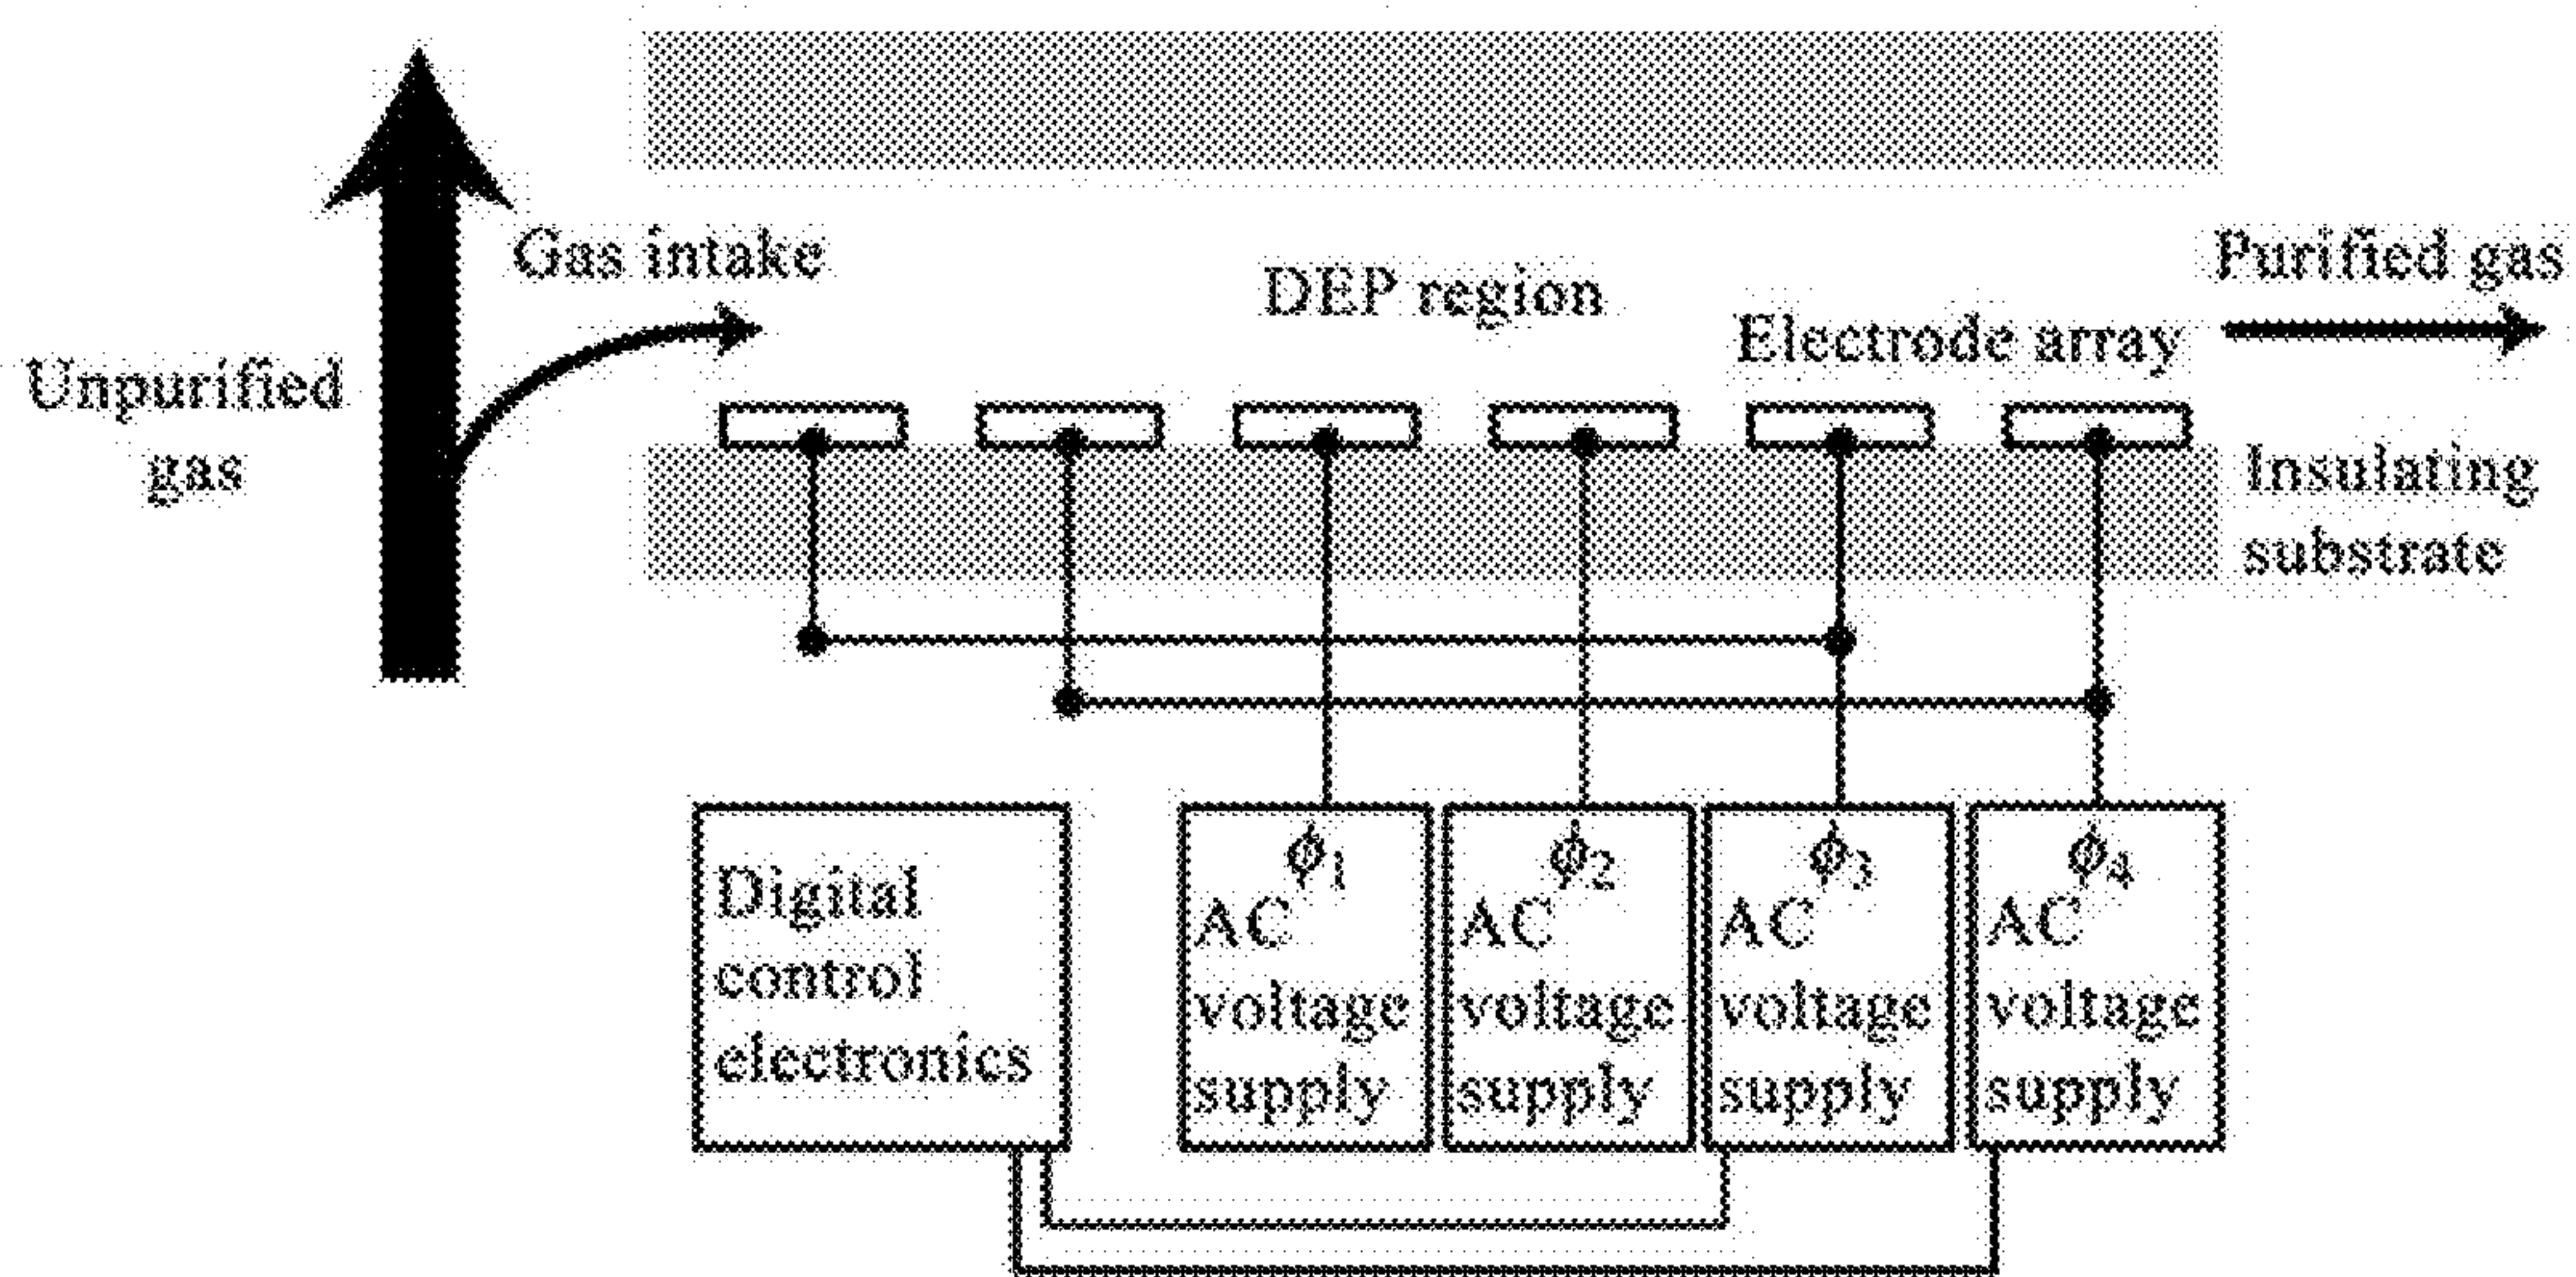 Gas intake
Purified gas
DEP region
Electrode array
Unpurified
gas
Insulating
substrate
Digital
control
electronics
ϕ1
AC
voltage
supply
ϕ2
AC
voltage
supply
ϕ3
AC
voltage
supply
ϕ4
AC
voltage
supply